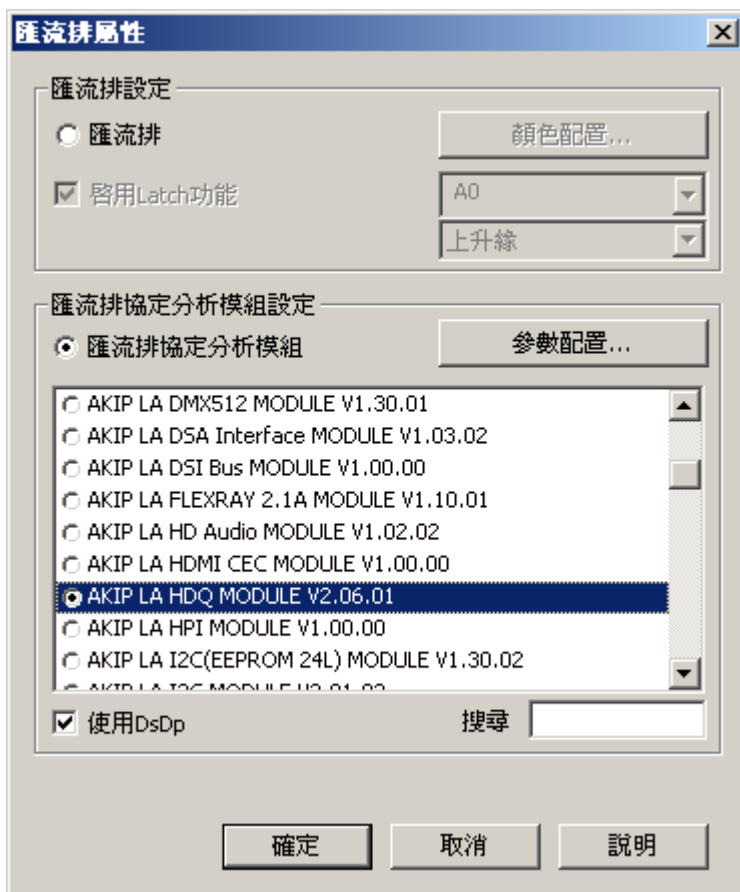 匯流排屬性
匯流排設定
匯流排
顏色配置...
啓用Latch功能
A0
上升緣
匯流排協定分析模組設定
匯流排協定分析模組
參數配置...
AKIP LA DMX512 MODULE V1.30.01
AKIP LA DSA Interface MODULE V1.03.02
AKIP LA DSI Bus MODULE V1.00.00
AKIP LA FLEXRAY 2.1A MODULE V1.10.01
AKIP LA HD Audio MODULE V1.02.02
AKIP LA HDMI CEC MODULE V1.00.00
AKIP LA HDQ MODULE V2.06.01
AKIP LA HPI MODULE V1.00.00
AKIP LA I2C(EEPROM 24L) MODULE V1.30.02
AKIP LA I2C MODULE
使用DsDp
搜尋
確定
取消
說明